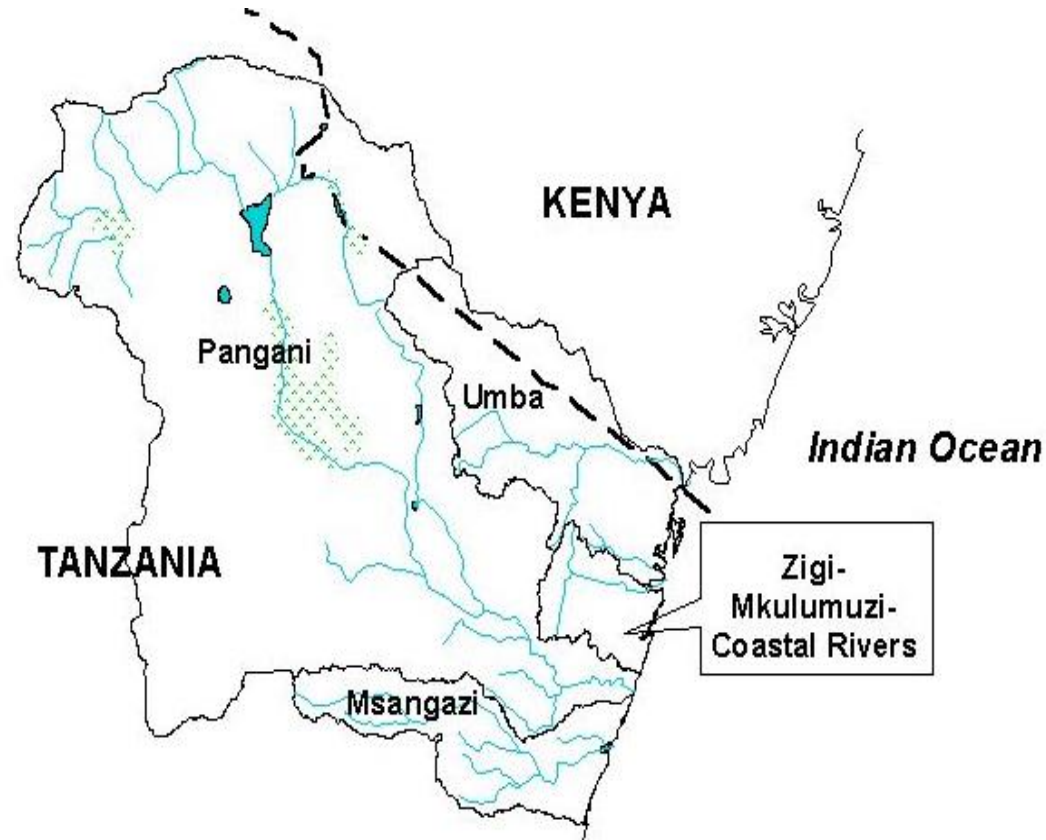 KENYA
Pangani
Umba
Indian Ocean
TANZANIA
Zigi-
Mkulumuzi-
Coastal Rivers
Msangazi